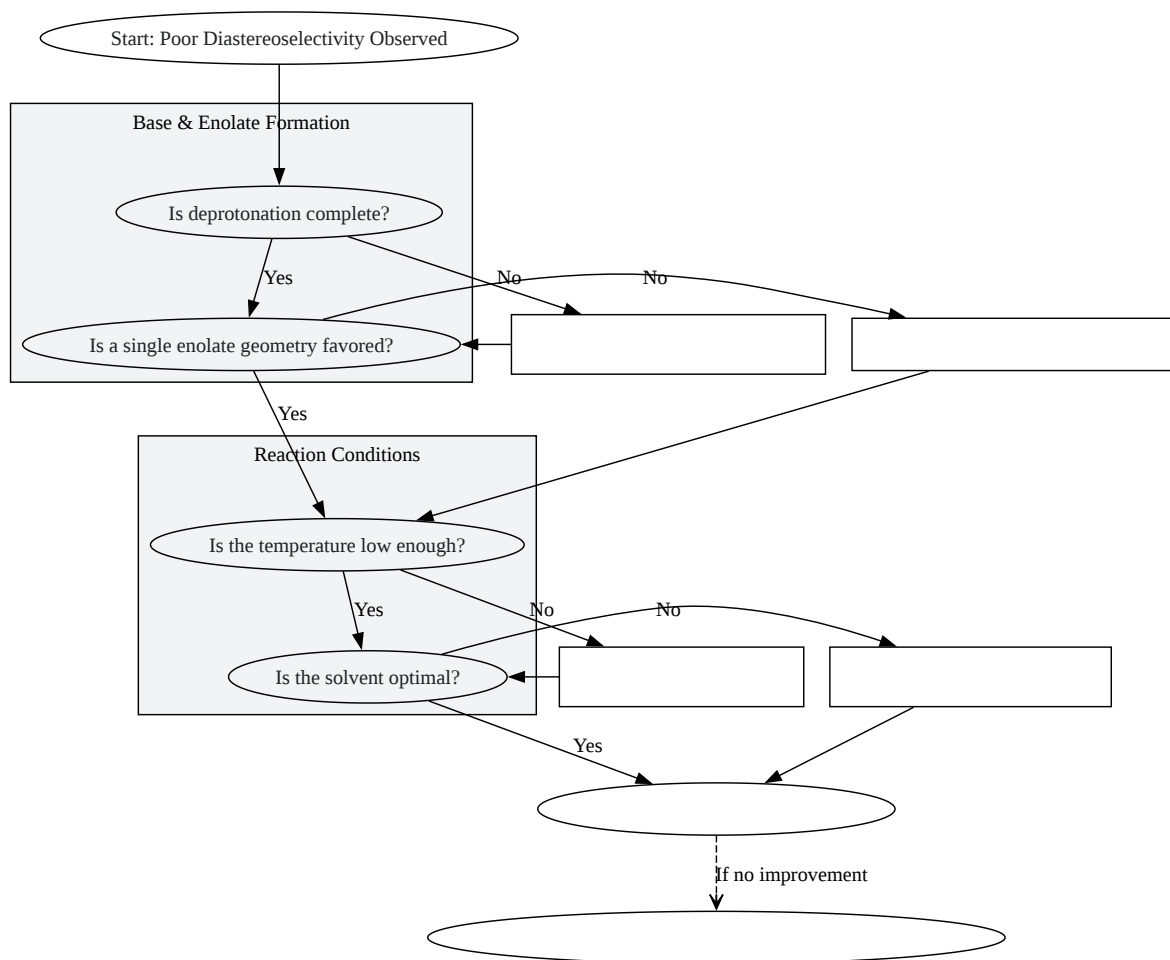 Start: Poor Diastereoselectivity Observed
Base & Enolate Formation
Is deprotonation complete?
Yes
No
No
Is a single enolate geometry favored?
Yes
Reaction Conditions
Is the temperature low enough?
Yes
No
No
Is the solvent optimal?
Yes
If no improvement